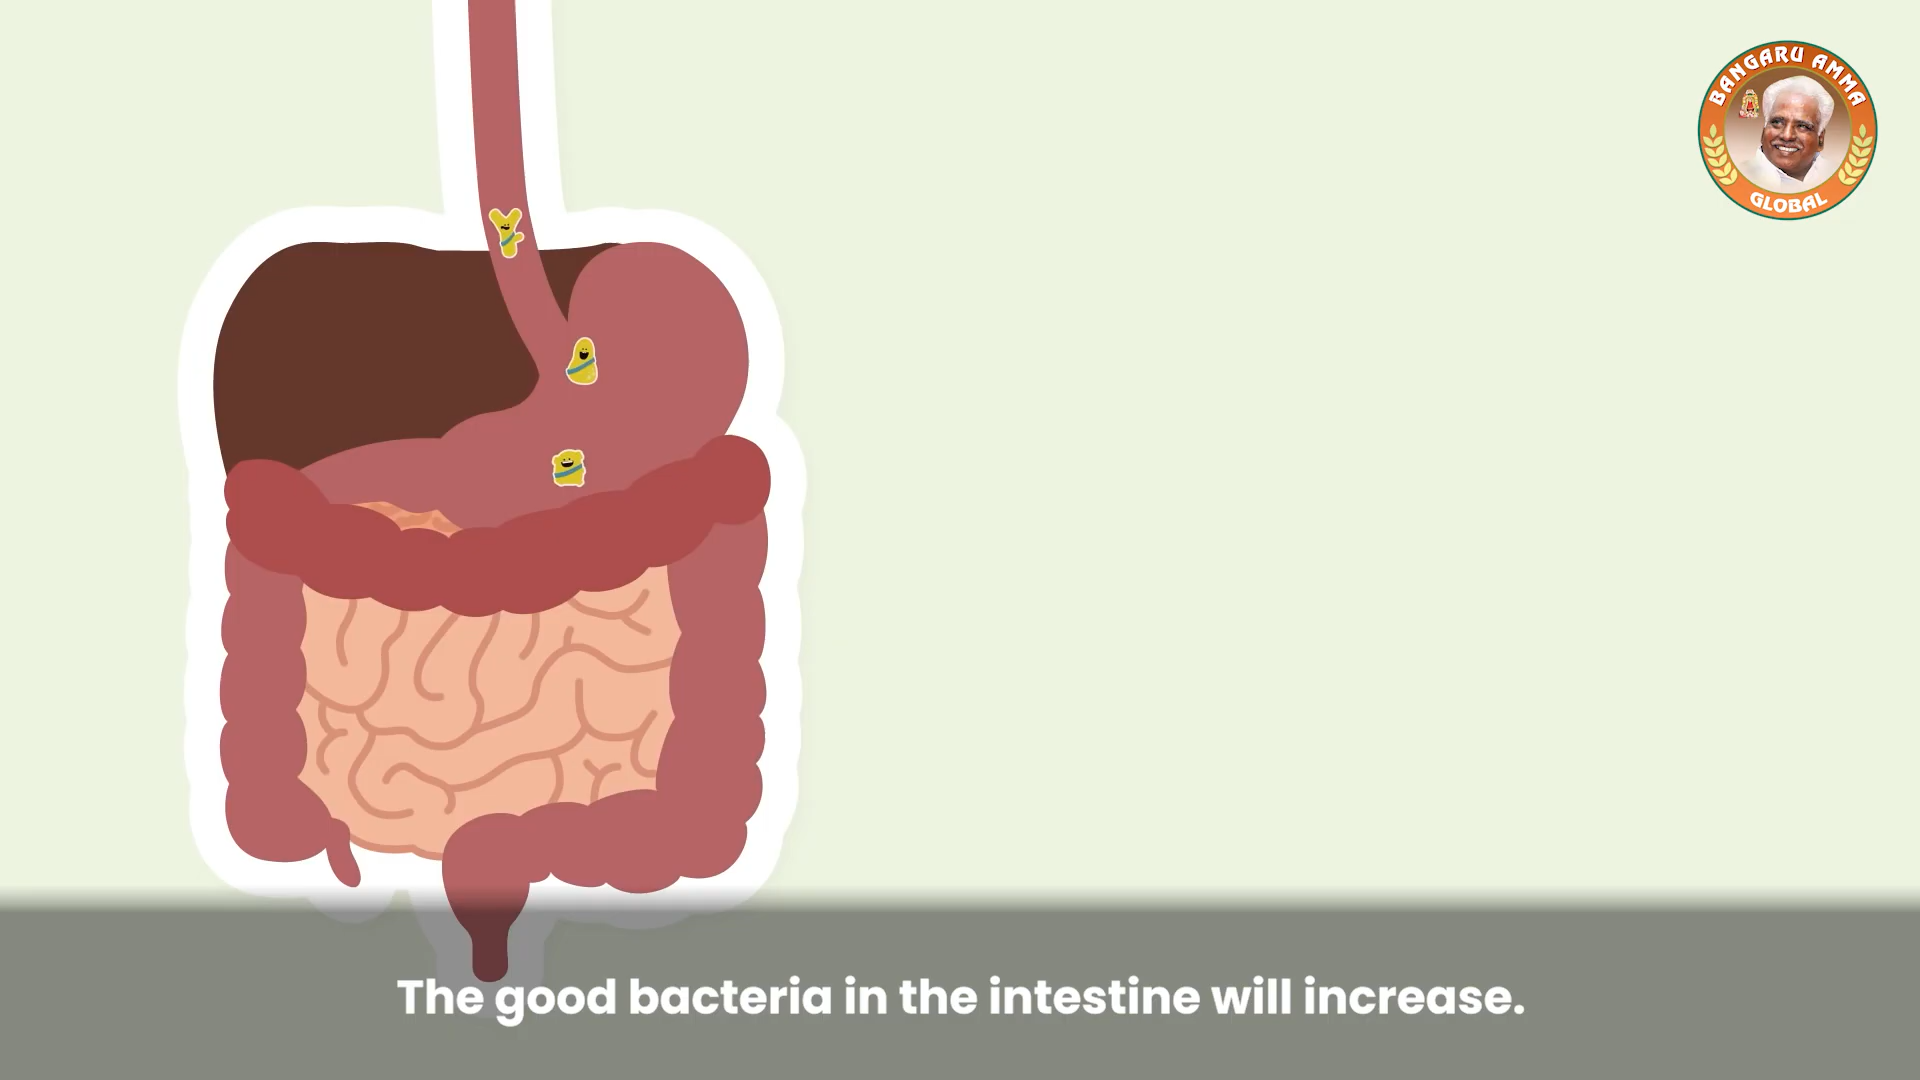 BANGARU AMMA
GLOBAL
The good bacteria in the intestine will increase.